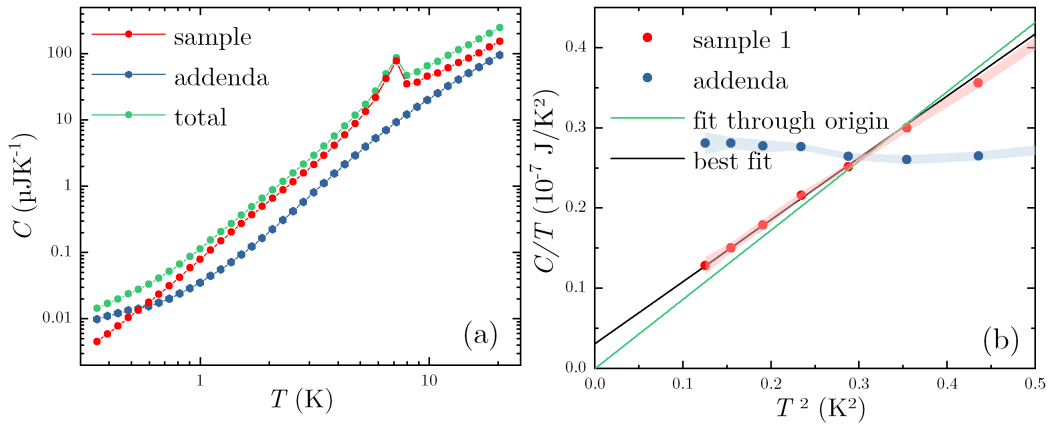 C (μJK⁻¹)
100
10
1
0.1
0.01
sample
addenda
total
(a)
1
10
T (K)
C/T (10⁻⁷ J/K²)
0.4
0.3
0.2
0.1
0.0
sample 1
addenda
fit through origin
best fit
(b)
0.0
0.1
0.2
0.3
0.4
0.5
T ² (K²)